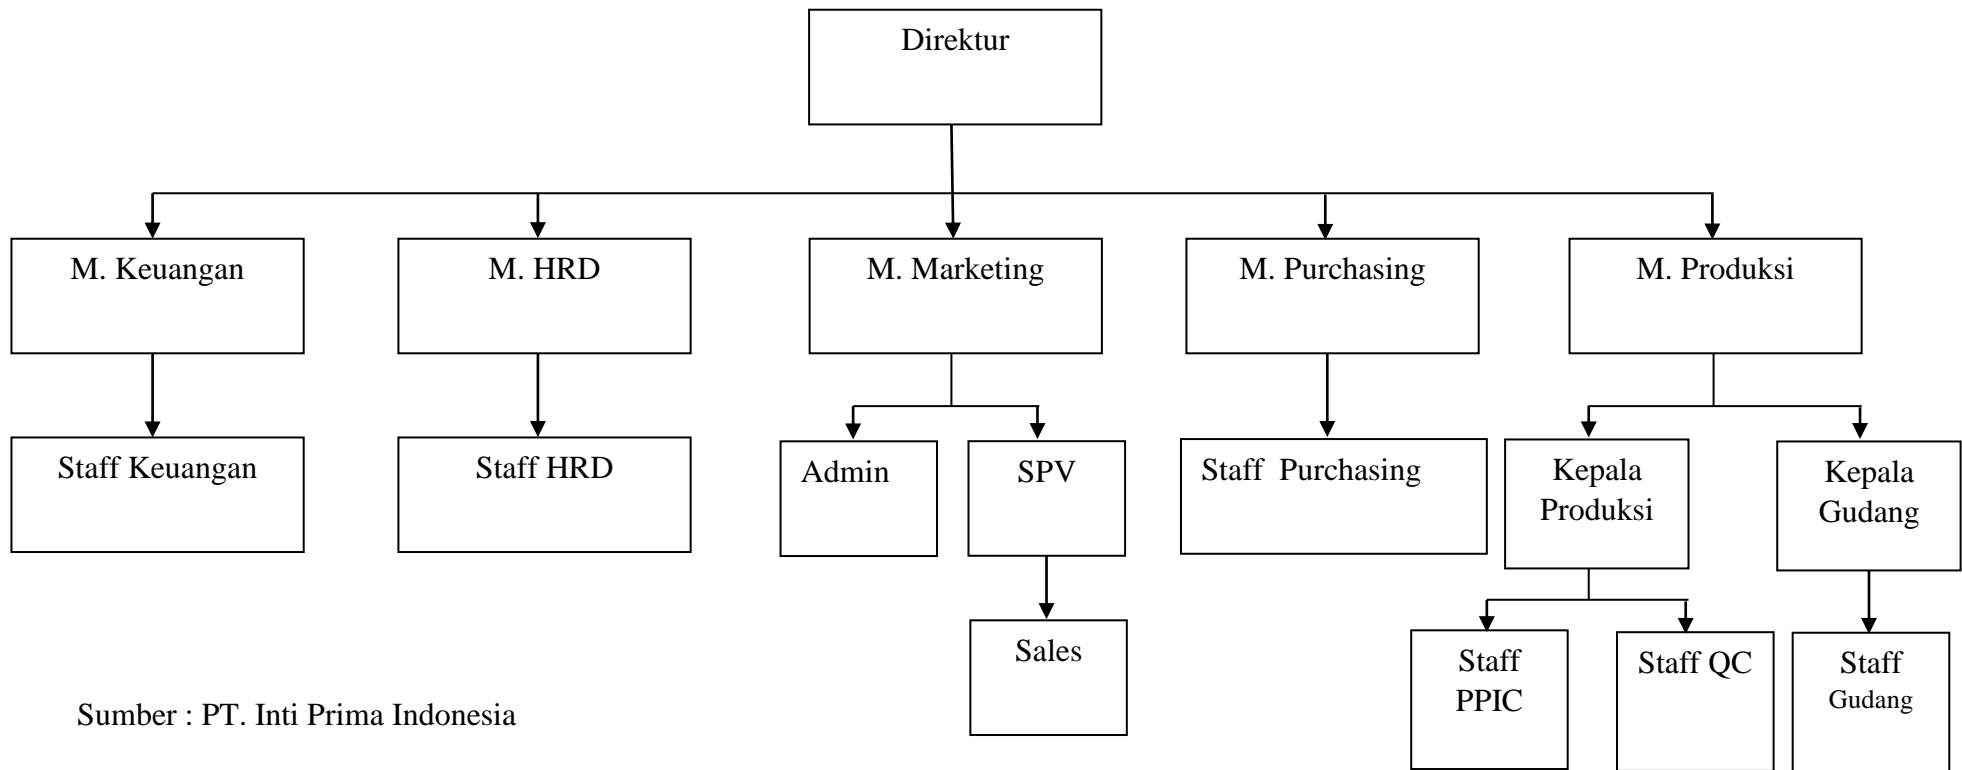 Direktur
M. Keuangan
M. HRD
M. Marketing
M. Purchasing
M. Produksi
Staff Keuangan
Staff HRD
Admin
SPV
Staff  Purchasing
Kepala
Produksi
Kepala
Gudang
Sales
Staff
PPIC
Staff QC
Staff
Gudang
Sumber : PT. Inti Prima Indonesia